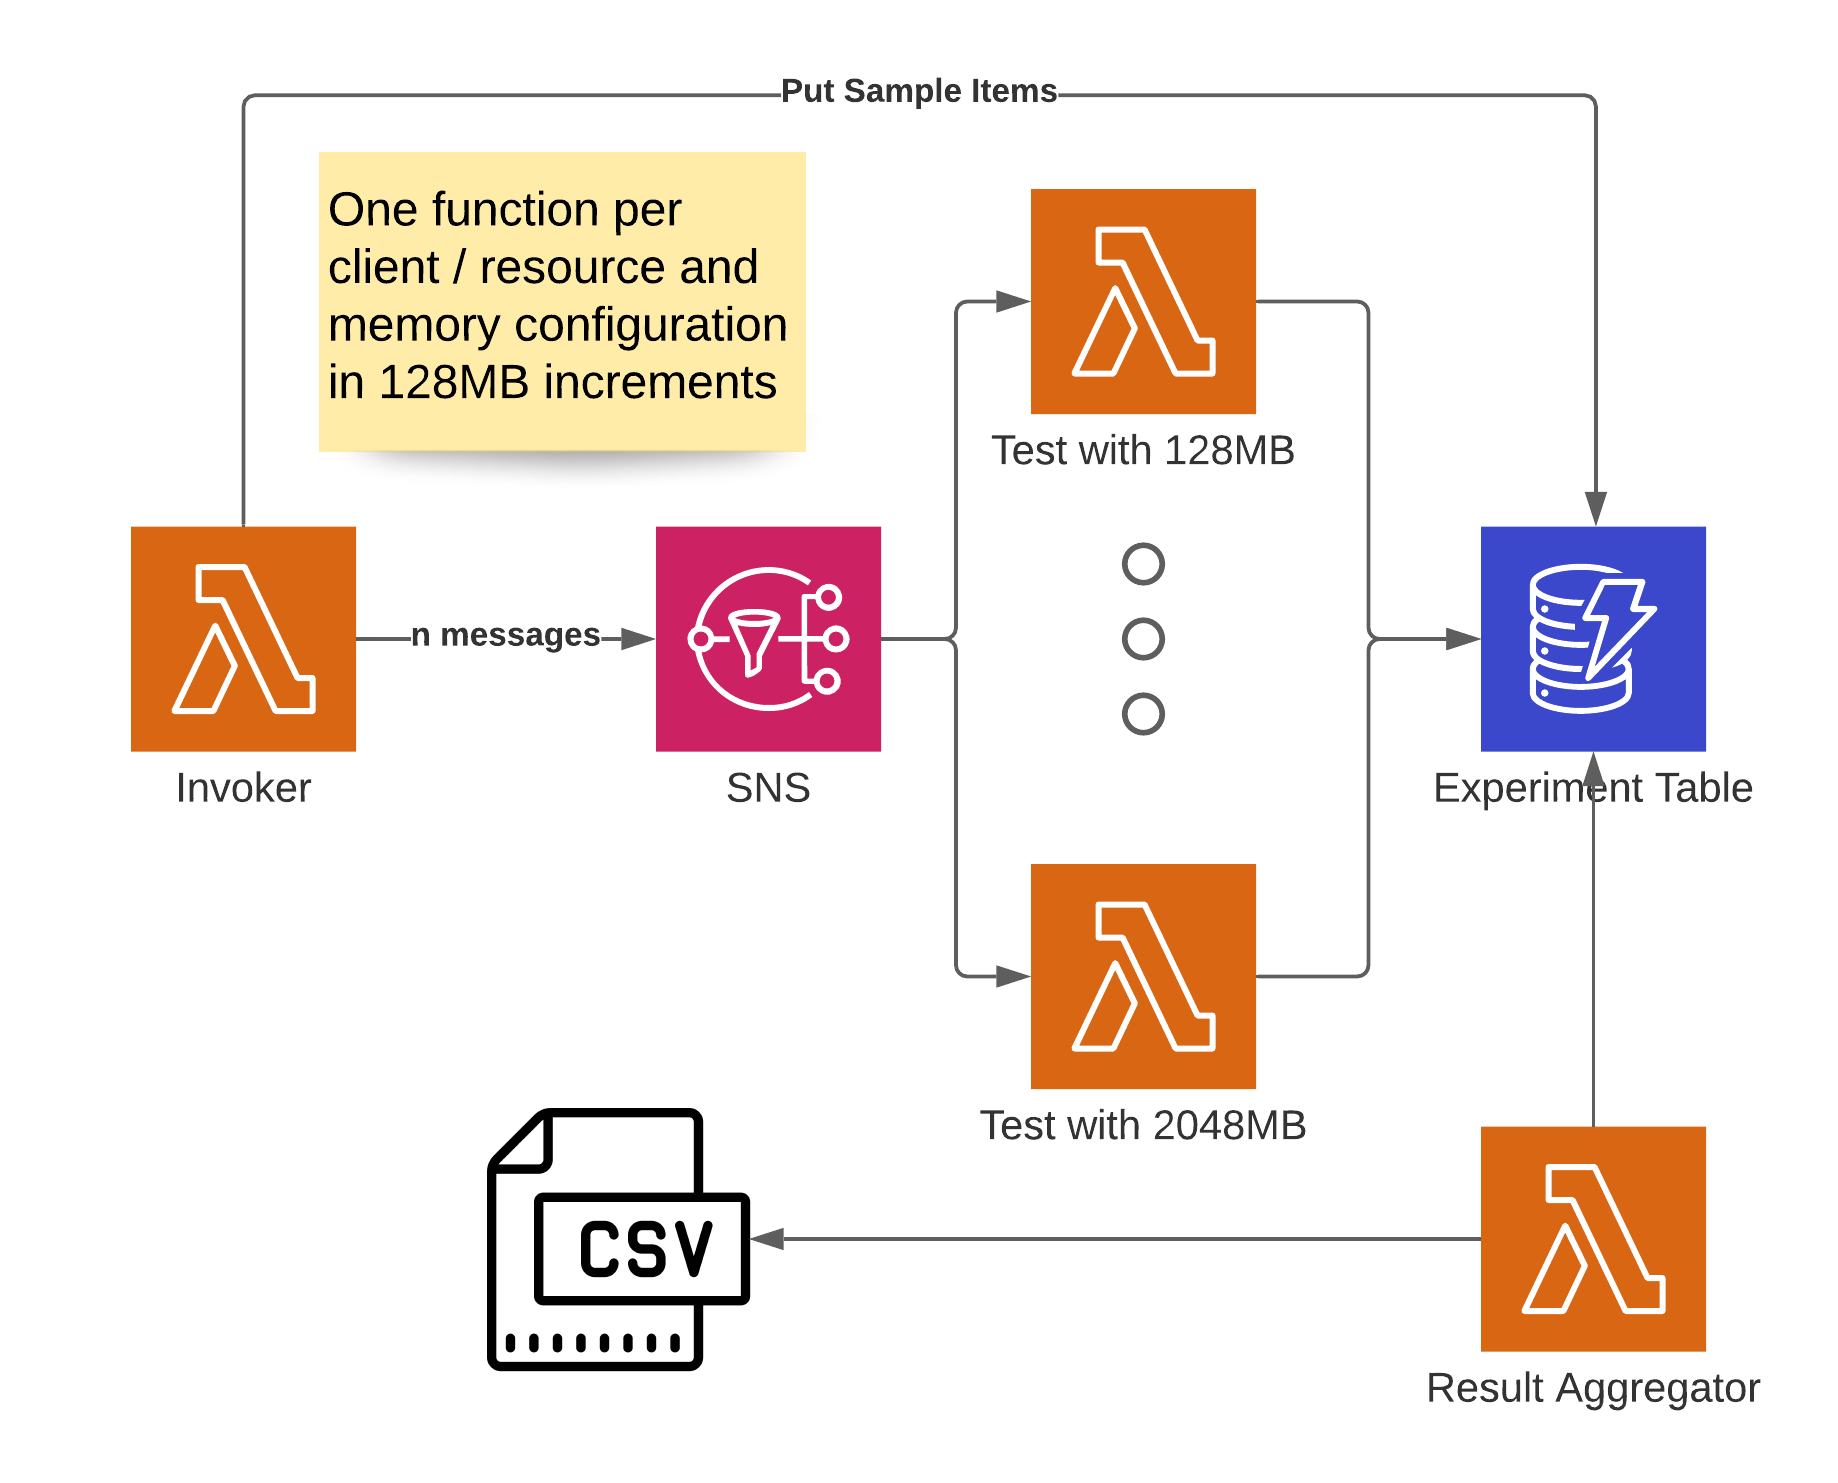 Put Sample Items
One function per
client / resource and
memory configuration
in 128MB increments
Test with 128MB
n messages
Invoker
SNS
Experiment Table
Test with 2048MB
CSV
Result Aggregator